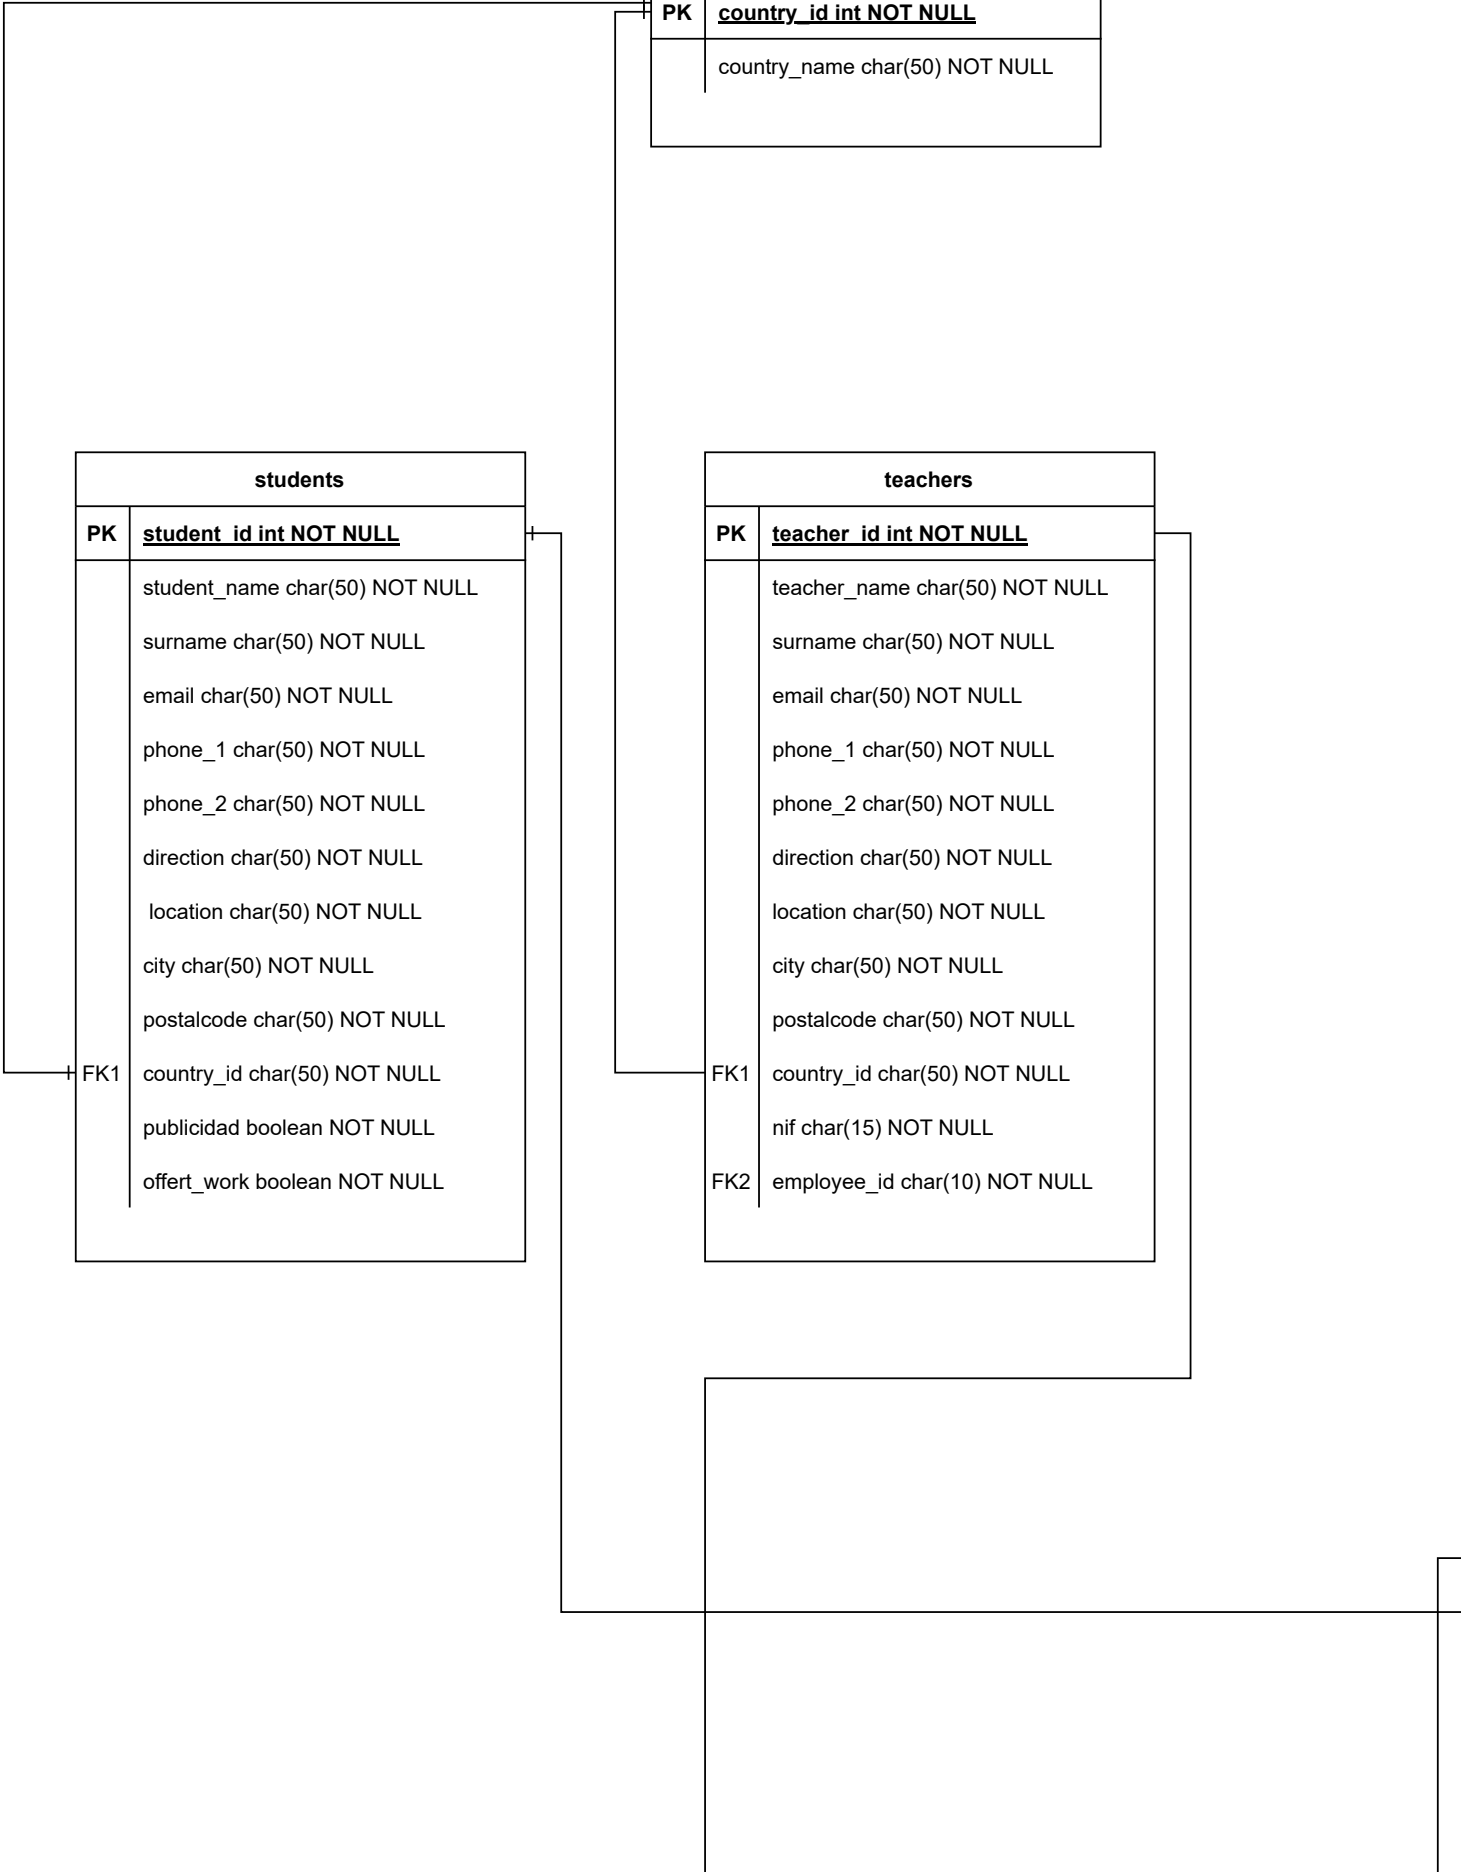 PK country_id int NOT NULL
country_name char(50) NOT NULL
students
PK student_id int NOT NULL
student_name char(50) NOT NULL
surname char(50) NOT NULL
email char(50) NOT NULL
phone_1 char(50) NOT NULL
phone_2 char(50) NOT NULL
direction char(50) NOT NULL
location char(50) NOT NULL
city char(50) NOT NULL
postalcode char(50) NOT NULL
FK1 country_id char(50) NOT NULL
publicidad boolean NOT NULL
offert_work boolean NOT NULL
teachers
PK teacher_id int NOT NULL
teacher_name char(50) NOT NULL
surname char(50) NOT NULL
email char(50) NOT NULL
phone_1 char(50) NOT NULL
phone_2 char(50) NOT NULL
direction char(50) NOT NULL
location char(50) NOT NULL
city char(50) NOT NULL
postalcode char(50) NOT NULL
FK1 country_id char(50) NOT NULL
nif char(15) NOT NULL
FK2 employee_id char(10) NOT NULL